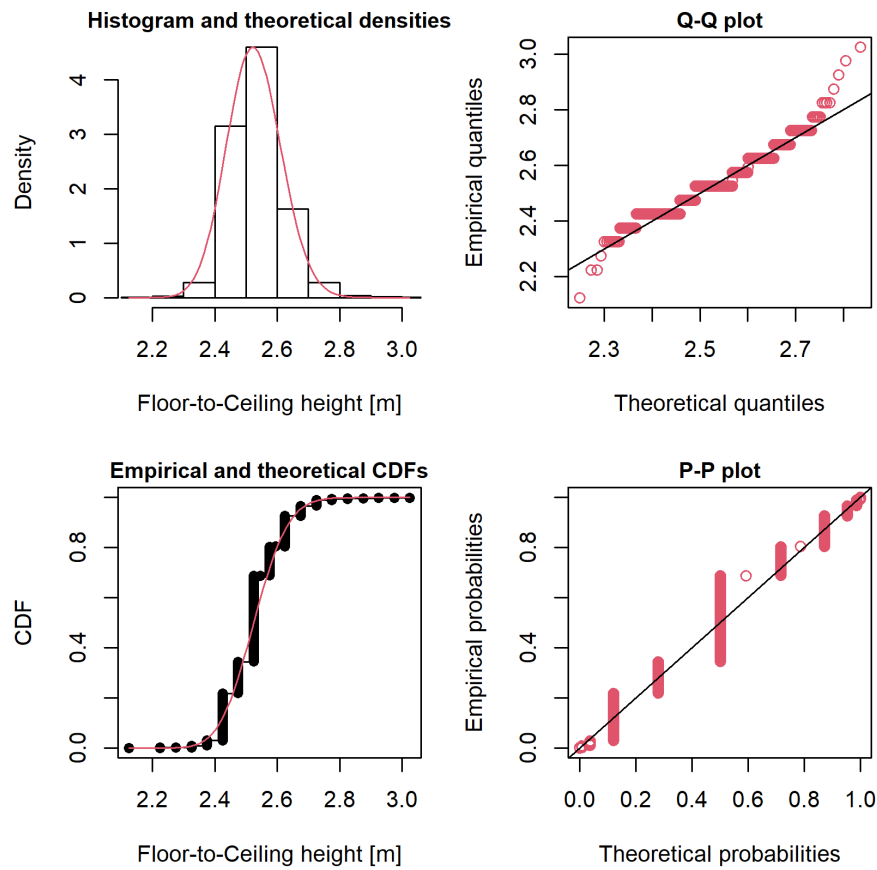 Histogram and theoretical densities
Density
4
3
2
1
0
2.2 2.4 2.6 2.8 3.0
Floor-to-Ceiling height [m]
Q-Q plot
Empirical quantiles
3.0
2.8
2.6
2.4
2.2
2.3 2.5 2.7
Theoretical quantiles
Empirical and theoretical CDFs
CDF
0.8
0.4
0.0
2.2 2.4 2.6 2.8 3.0
Floor-to-Ceiling height [m]
P-P plot
Empirical probabilities
0.8
0.4
0.0
0.0 0.2 0.4 0.6 0.8 1.0
Theoretical probabilities